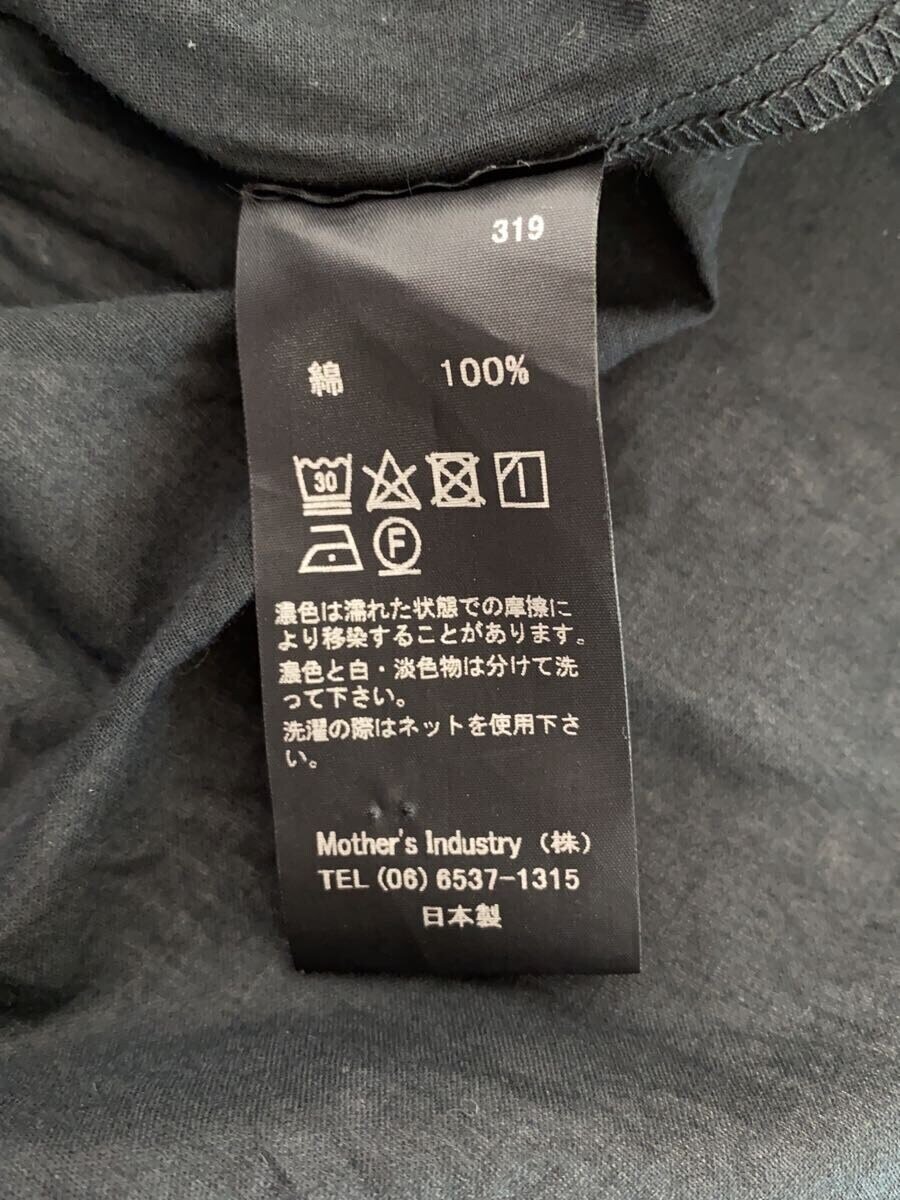 319
綿 100%
30
F
濃色は濡れた状態での摩擦に
より移染することがあります。
濃色と白・淡色物は分けて洗
って下さい。
洗濯の際はネットを使用下さ
い。
Mother's Industry (株)
TEL (06) 6537-1315
日本製